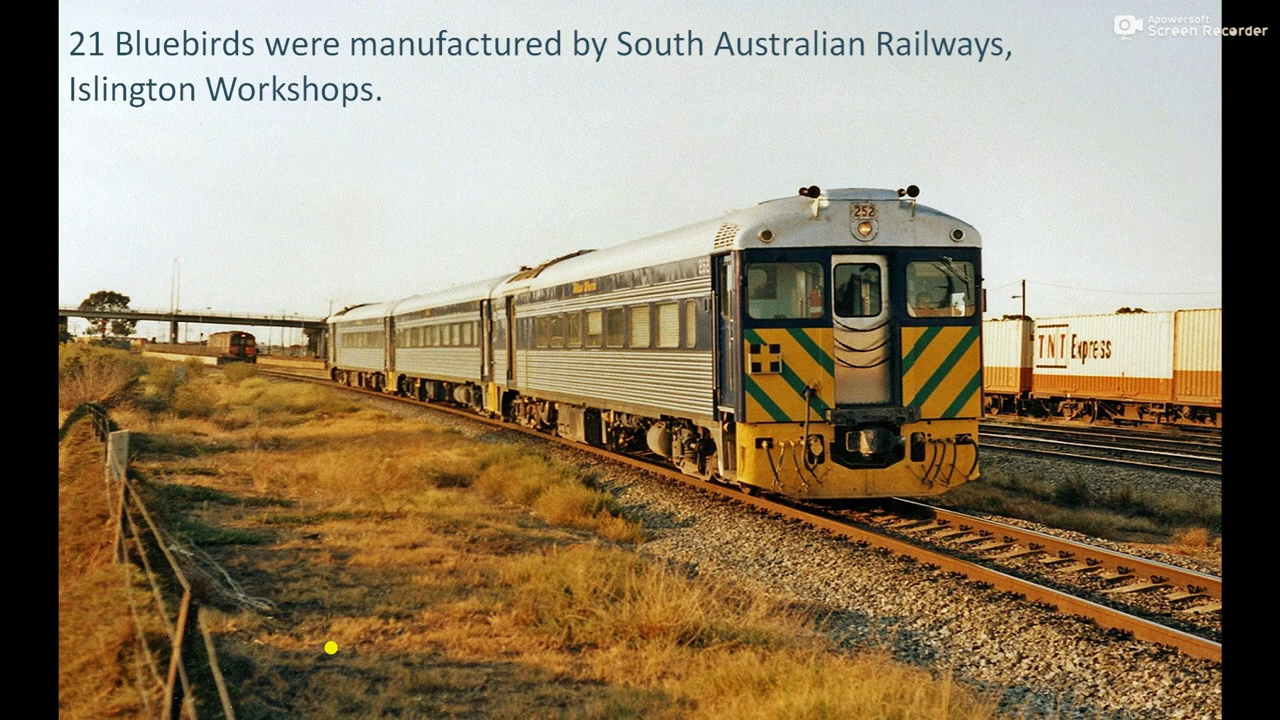 21 Bluebirds were manufactured by South Australian Railways,
Islington Workshops.
Apowersoft
Screen Recorder
252
TNT Express